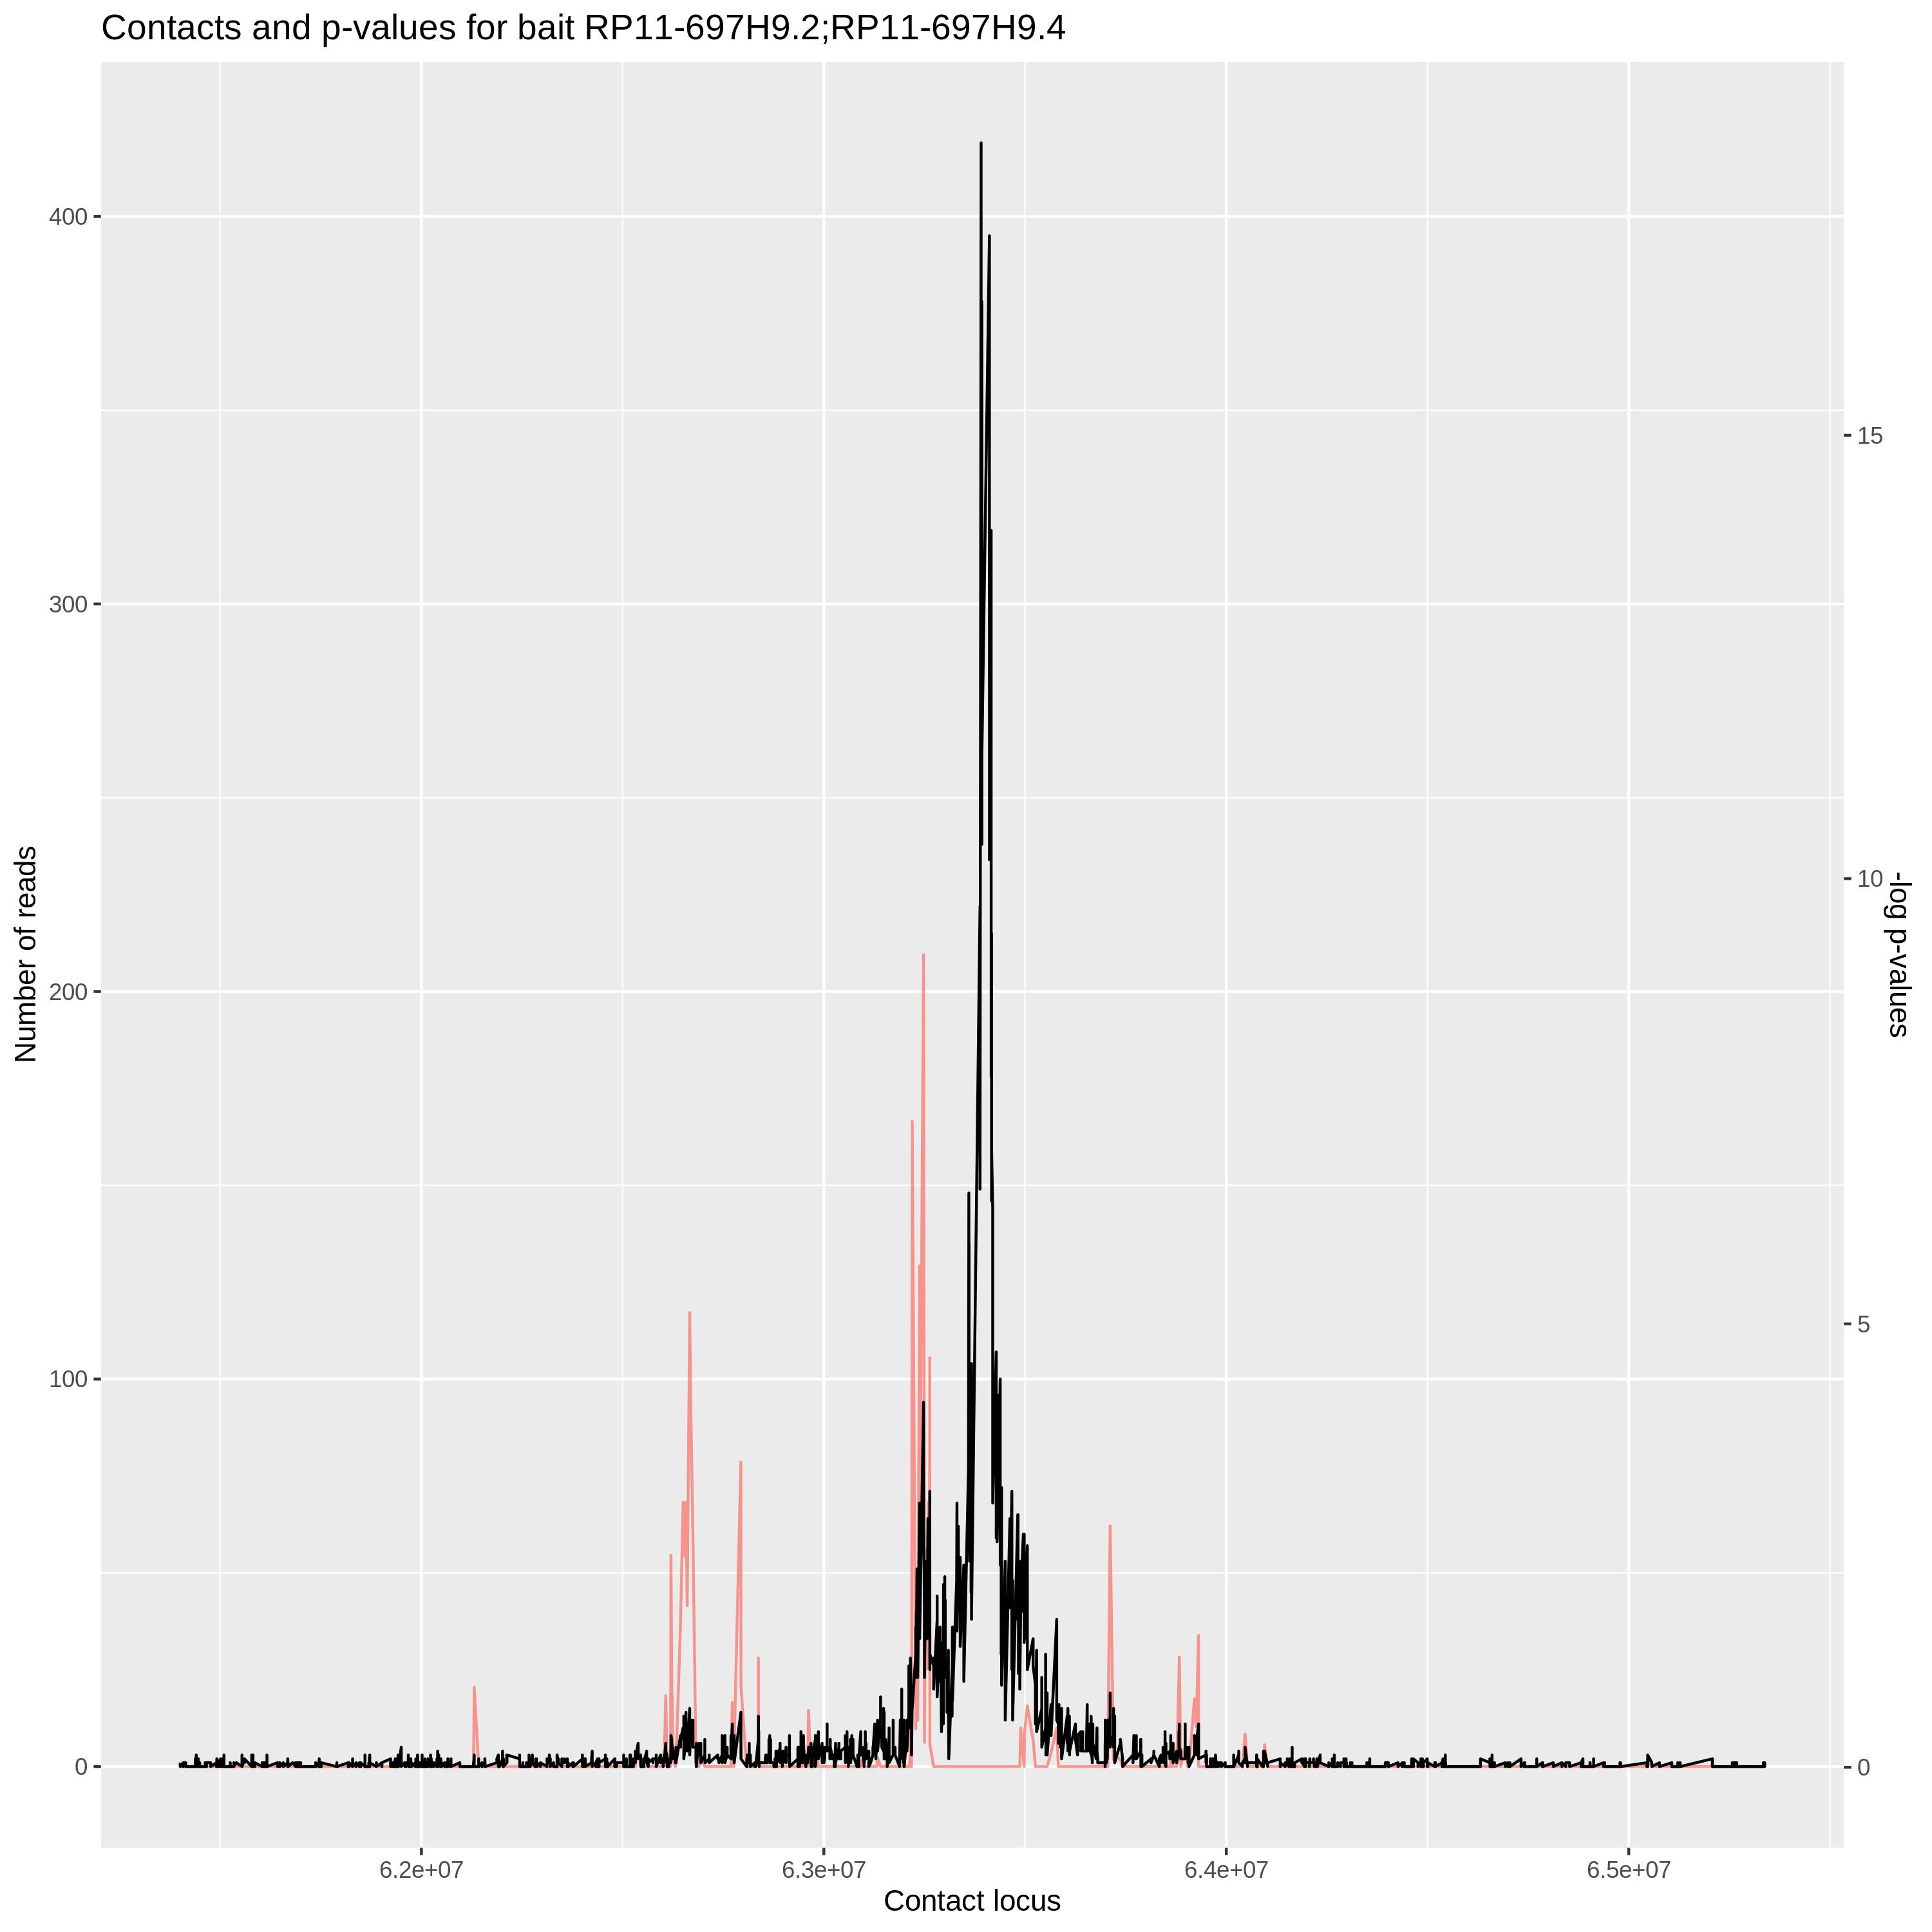 Contacts and p-values for bait RP11-697H9.2;RP11-697H9.4
400
300
200
100
0
Number of reads
15
10
5
0
-log p-values
6.2e+07
6.3e+07
6.4e+07
6.5e+07
Contact locus